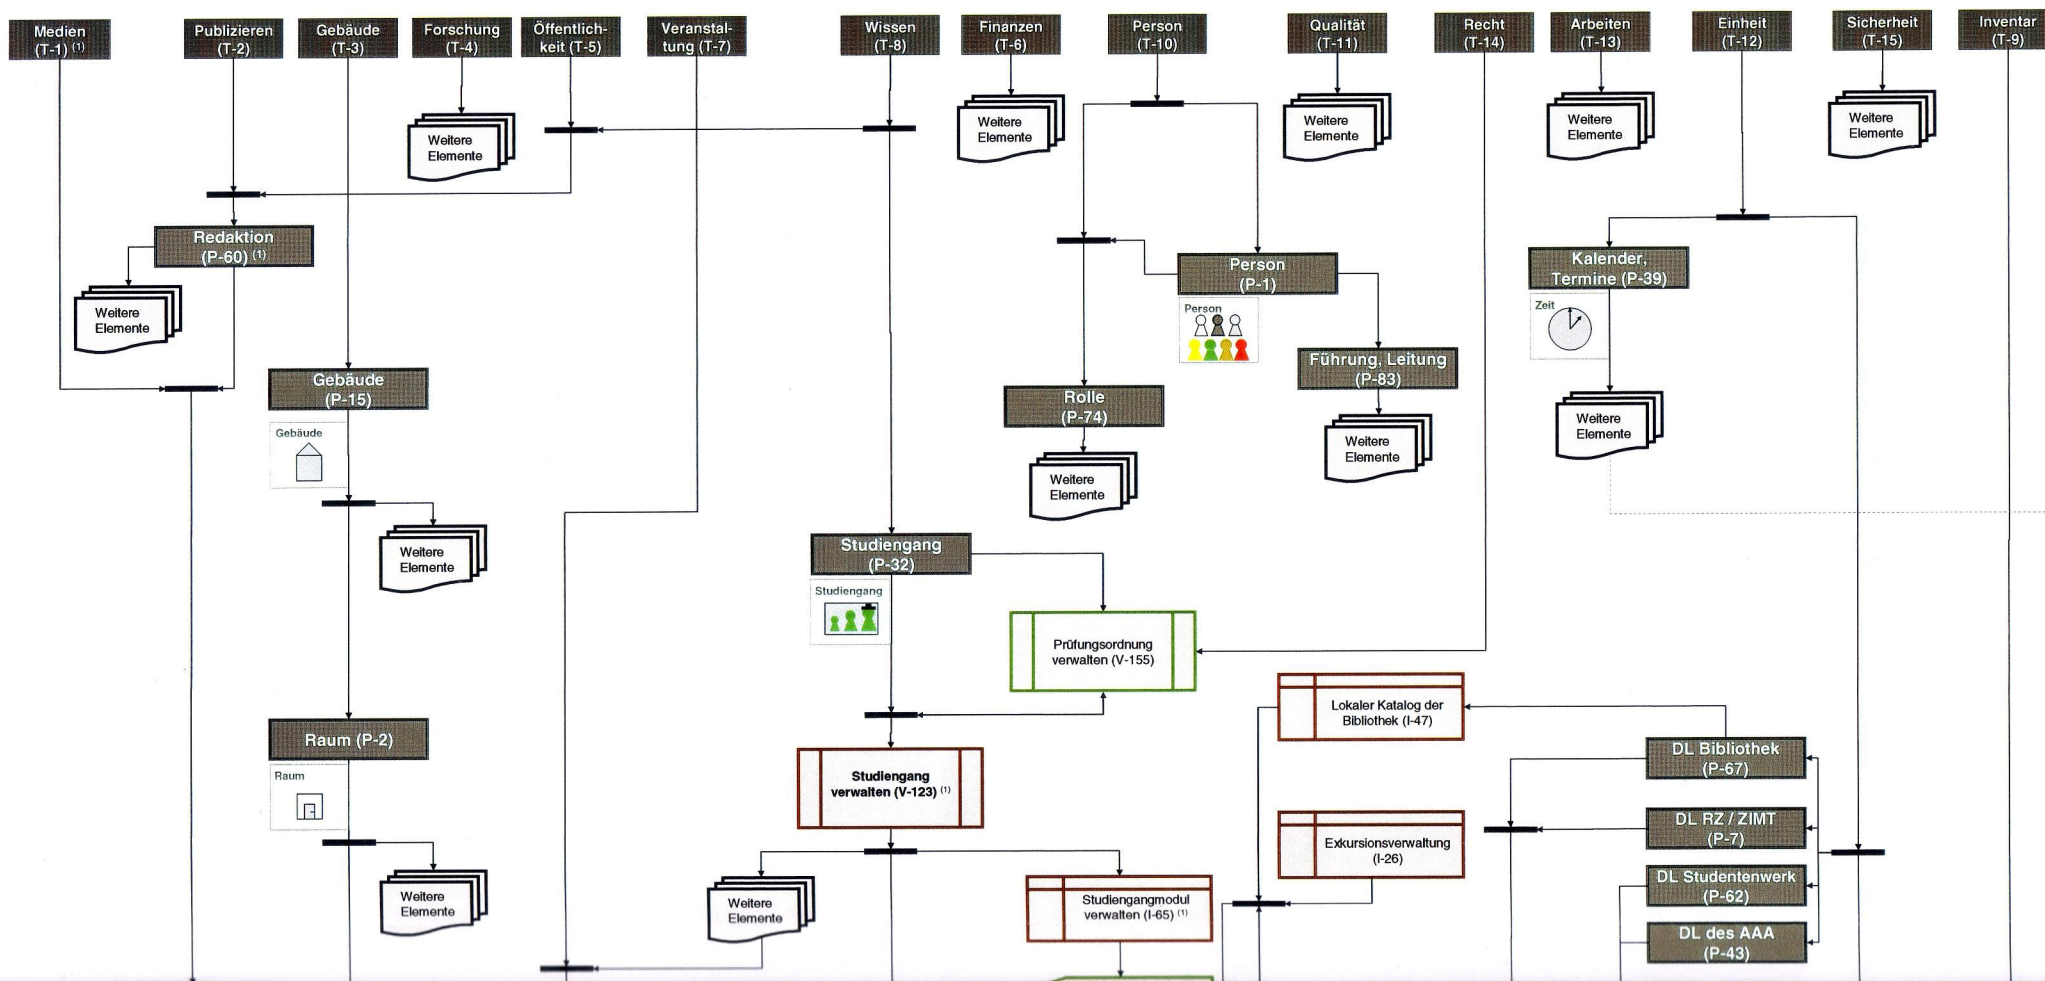 Medien
(T-1) (1)
Publizieren
(T-2)
Gebäude
(T-3)
Forschung
(T-4)
Öffentlich-
keit (T-5)
Veranstal-
tung (T-7)
Wissen
(T-8)
Finanzen
(T-6)
Person
(T-10)
Qualität
(T-11)
Recht
(T-14)
Arbeiten
(T-13)
Einheit
(T-12)
Sicherheit
(T-15)
Inventar
(T-9)
Weitere
Elemente
Weitere
Elemente
Weitere
Elemente
Weitere
Elemente
Weitere
Elemente
Redaktion
(P-60) (1)
Weitere
Elemente
Person
(P-1)
Person
Kalender,
Termine (P-39)
Zeit
Führung, Leitung
(P-83)
Gebäude
(P-15)
Gebäude
Rolle
(P-74)
Weitere
Elemente
Weitere
Elemente
Weitere
Elemente
Weitere
Elemente
Studiengang
(P-32)
Studiengang
Prüfungsordnung
verwalten (V-155)
Lokaler Katalog der
Bibliothek (I-47)
Raum (P-2)
Raum
Studiengang
verwalten (V-123) (1)
DL Bibliothek
(P-67)
DL RZ / ZIMT
(P-7)
Exkursionsverwaltung
(I-26)
DL Studentenwerk
(P-62)
Weitere
Elemente
Weitere
Elemente
Studiengangmodul
verwalten (I-65) (1)
DL des AAA
(P-43)